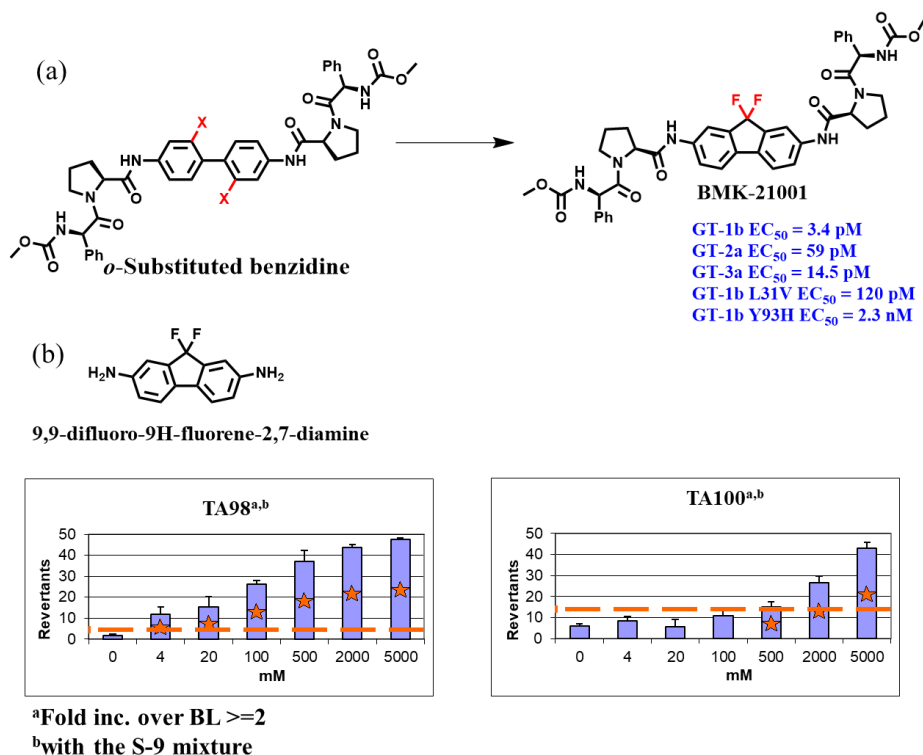 (a)
Ph
O
O
N
H
O
O
N
O
HN
X
X
NH
O
N
O
N
H
O
O
Ph
o-Substituted benzidine
Ph
O
O
N
H
O
N
O
F F
HN
NH
O
N
O
N
H
O
O
Ph
BMK-21001
GT-1b EC50 = 3.4 pM
GT-2a EC50 = 59 pM
GT-3a EC50 = 14.5 pM
GT-1b L31V EC50 = 120 pM
GT-1b Y93H EC50 = 2.3 nM
(b)
F F
H2N
NH2
9,9-difluoro-9H-fluorene-2,7-diamine
TA98a,b
Revertants
50
40
30
20
10
0
0 4 20 100 500 2000 5000
mM
TA100a,b
Revertants
50
40
30
20
10
0
0 4 20 100 500 2000 5000
mM
aFold inc. over BL >=2
bwith the S-9 mixture